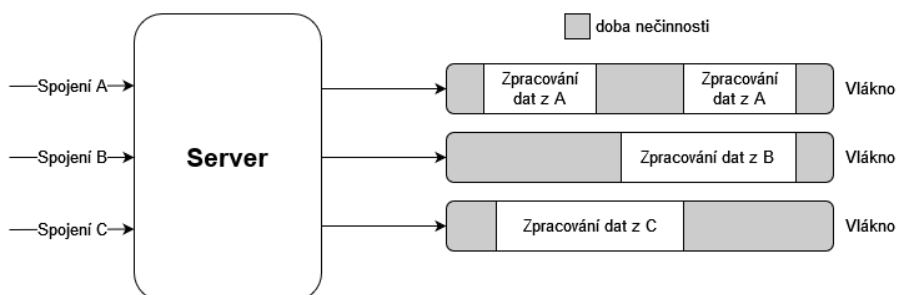 doba nečinnosti
Spojení A
Zpracování
dat z A
Zpracování
dat z A
Vlákno
Spojení B
Server
Zpracování dat z B
Vlákno
Spojení C
Zpracování dat z C
Vlákno